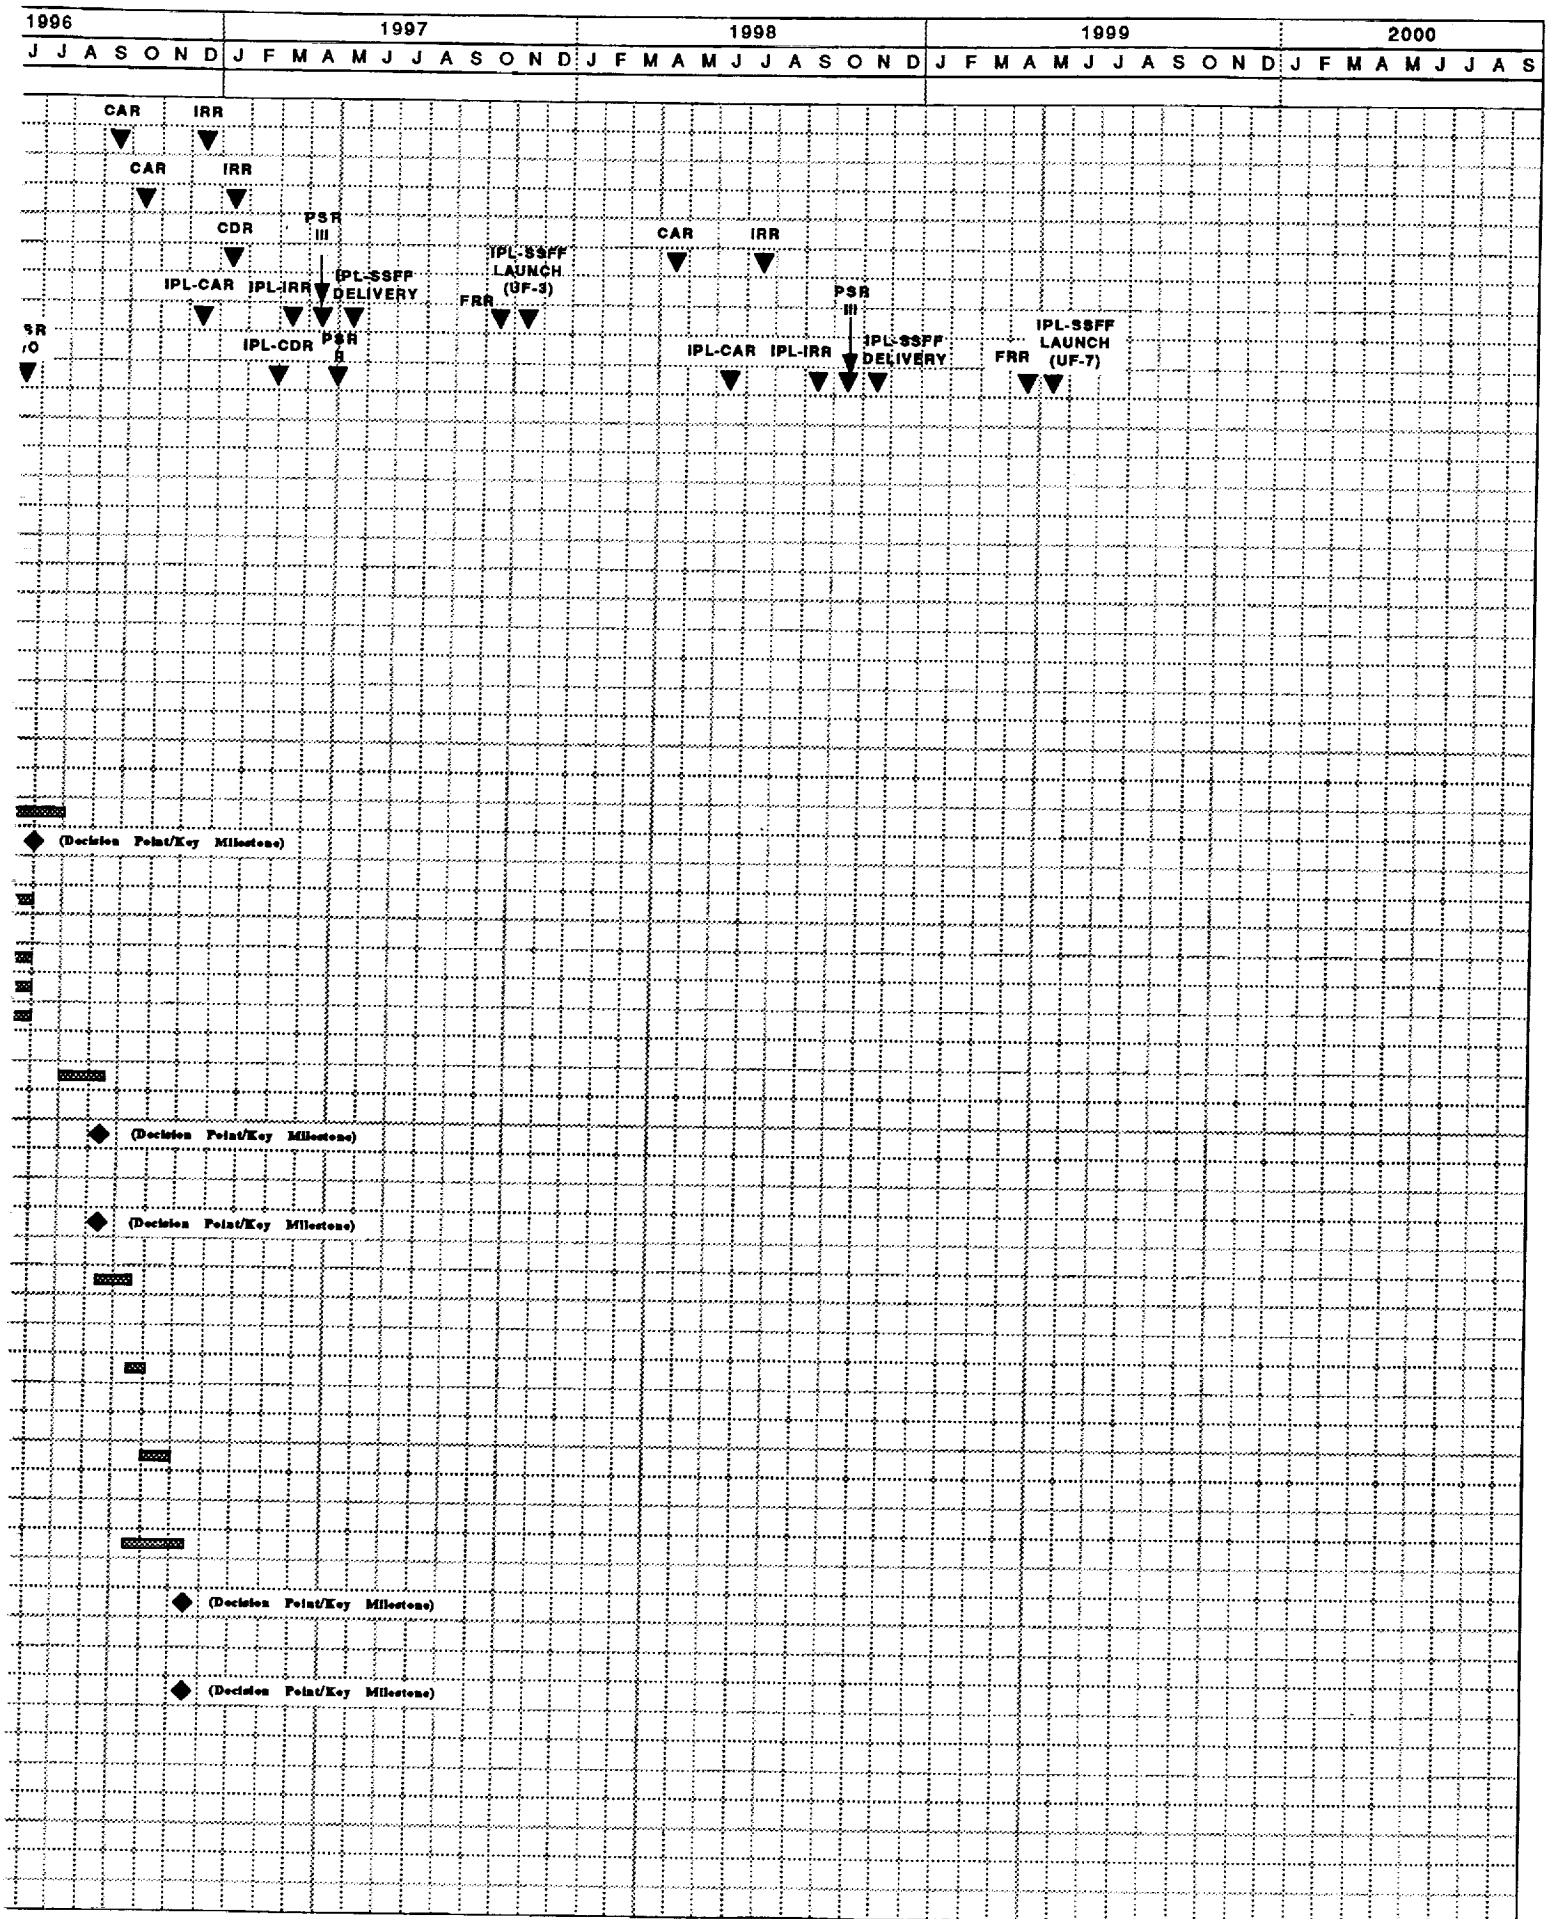 1996 1997 1998 1999 2000
J J A S O N D J F M A M J J A S O N D J F M A M J J A S O N D J F M A M J J A S O N D J F M A M J J A S
CAR IRR
CAR IRR
CDR
PSR
III
CAR IRR
IPL-CAR IPL-IRR
IPL-SSFF
DELIVERY
FRR
IPL-SSFF
LAUNCH
(UF-3)
PSR
III
IPL-CDR
PSR
IPL-CAR IPL-IRR
IPL-SSFF
DELIVERY
FRR
IPL-SSFF
LAUNCH
(UF-7)
(Decision Point/Key Milestone)
(Decision Point/Key Milestone)
(Decision Point/Key Milestone)
(Decision Point/Key Milestone)
(Decision Point/Key Milestone)